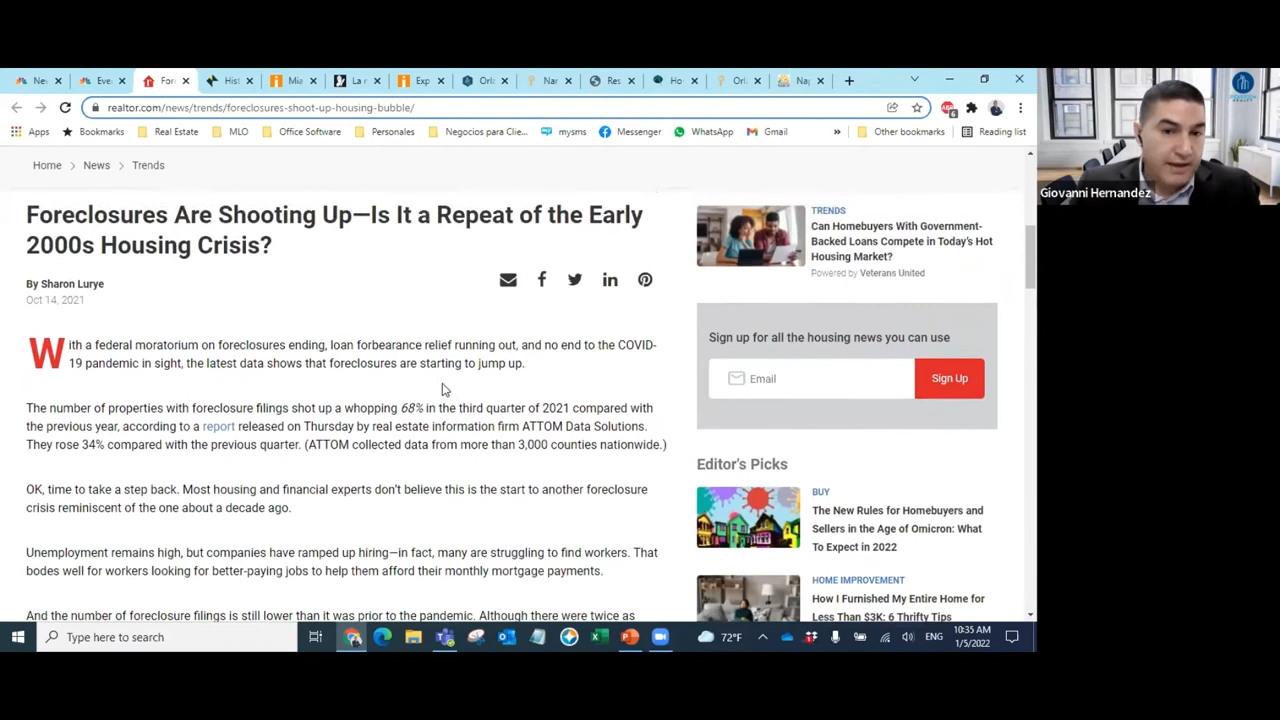 Ne
Eve
For
Hist
Mia
La r
Exp
Orla
Nar
Res
Ho
Orl
Nap
realtor.com/news/trends/foreclosures-shoot-up-housing-bubble/
6
Apps
Bookmarks
Real Estate
MLO
Office Software
Personales
Negocios para Clie...
mysms
Messenger
WhatsApp
Gmail
»
Other bookmarks
Reading list
Home > News > Trends
Foreclosures Are Shooting Up—Is It a Repeat of the Early
2000s Housing Crisis?
By Sharon Lurye
Oct 14, 2021
With a federal moratorium on foreclosures ending, loan forbearance relief running out, and no end to the COVID-
19 pandemic in sight, the latest data shows that foreclosures are starting to jump up.
The number of properties with foreclosure filings shot up a whopping 68% in the third quarter of 2021 compared with
the previous year, according to a report released on Thursday by real estate information firm ATTOM Data Solutions.
They rose 34% compared with the previous quarter. (ATTOM collected data from more than 3,000 counties nationwide.)
OK, time to take a step back. Most housing and financial experts don't believe this is the start to another foreclosure
crisis reminiscent of the one about a decade ago.
Unemployment remains high, but companies have ramped up hiring—in fact, many are struggling to find workers. That
bodes well for workers looking for better-paying jobs to help them afford their monthly mortgage payments.
And the number of foreclosure filings is still lower than it was prior to the pandemic. Although there were twice as
TRENDS
Can Homebuyers With Government-
Backed Loans Compete in Today's Hot
Housing Market?
Powered by Veterans United
Sign up for all the housing news you can use
Email
Sign Up
Editor's Picks
BUY
The New Rules for Homebuyers and
Sellers in the Age of Omicron: What
To Expect in 2022
HOME IMPROVEMENT
How I Furnished My Entire Home for
Less Than $3K: 6 Thrifty Tips
Giovanni Hernandez
Type here to search
72°F
ENG
10:35 AM
1/5/2022